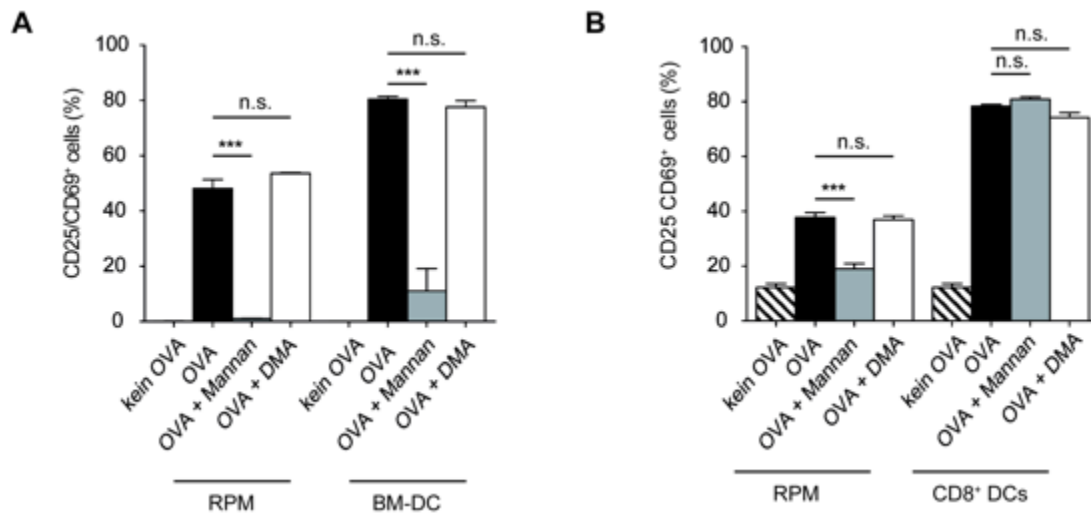 A
CD25/CD69⁺ cells (%)
100
80
60
40
20
0
n.s.
***
n.s.
***
kein OVA
OVA
OVA + Mannan
OVA + DMA
kein OVA
OVA
OVA + Mannan
OVA + DMA
RPM
BM-DC
B
CD25 CD69⁺ cells (%)
100
80
60
40
20
0
n.s.
***
n.s.
n.s.
kein OVA
OVA
OVA + Mannan
OVA + DMA
kein OVA
OVA
OVA + Mannan
OVA + DMA
RPM
CD8⁺ DCs